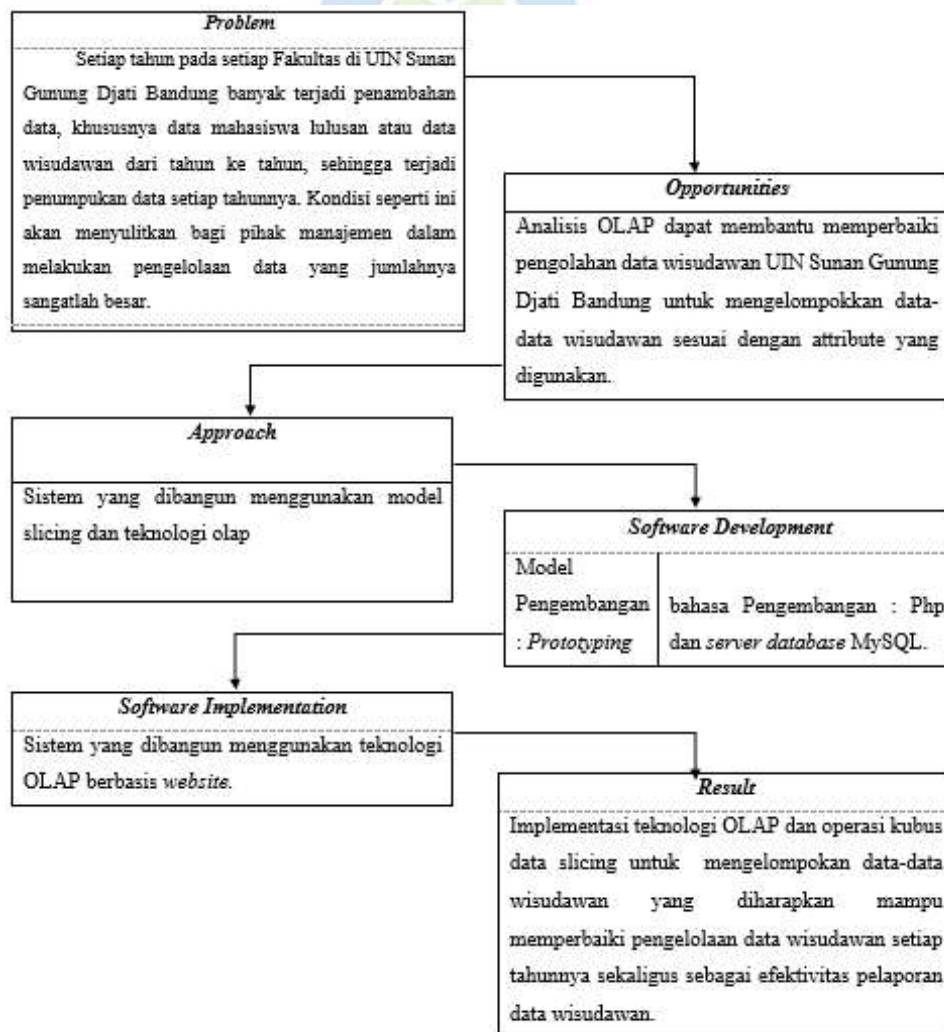 Problem
Setiap tahun pada setiap Fakultas di UIN Sunan
Gunung Djati Bandung banyak terjadi penambahan
data, khususnya data mahasiswa lulusan atau data
wisudawan dari tahun ke tahun, sehingga terjadi
penumpukan data setiap tahunnya. Kondisi seperti ini
akan menyulitkan bagi pihak manajemen dalam
melakukan pengelolaan data yang jumlahnya
sangatlah besar.
Opportunities
Analisis OLAP dapat membantu memperbaiki
pengolahan data wisudawan UIN Sunan Gunung
Djati Bandung untuk mengelompokkan data-
data wisudawan sesuai dengan attribute yang
digunakan.
Approach
Sistem yang dibangun menggunakan model
slicing dan teknologi olap
Software Development
Model
Pengembangan
: Prototyping
bahasa Pengembangan : Php
dan server database MySQL.
Software Implementation
Sistem yang dibangun menggunakan teknologi
OLAP berbasis website.
Result
Implementasi teknologi OLAP dan operasi kubus
data slicing untuk mengelompokan data-data
wisudawan yang diharapkan mampu
memperbaiki pengelolaan data wisudawan setiap
tahunnya sekaligus sebagai efektivitas pelaporan
data wisudawan.